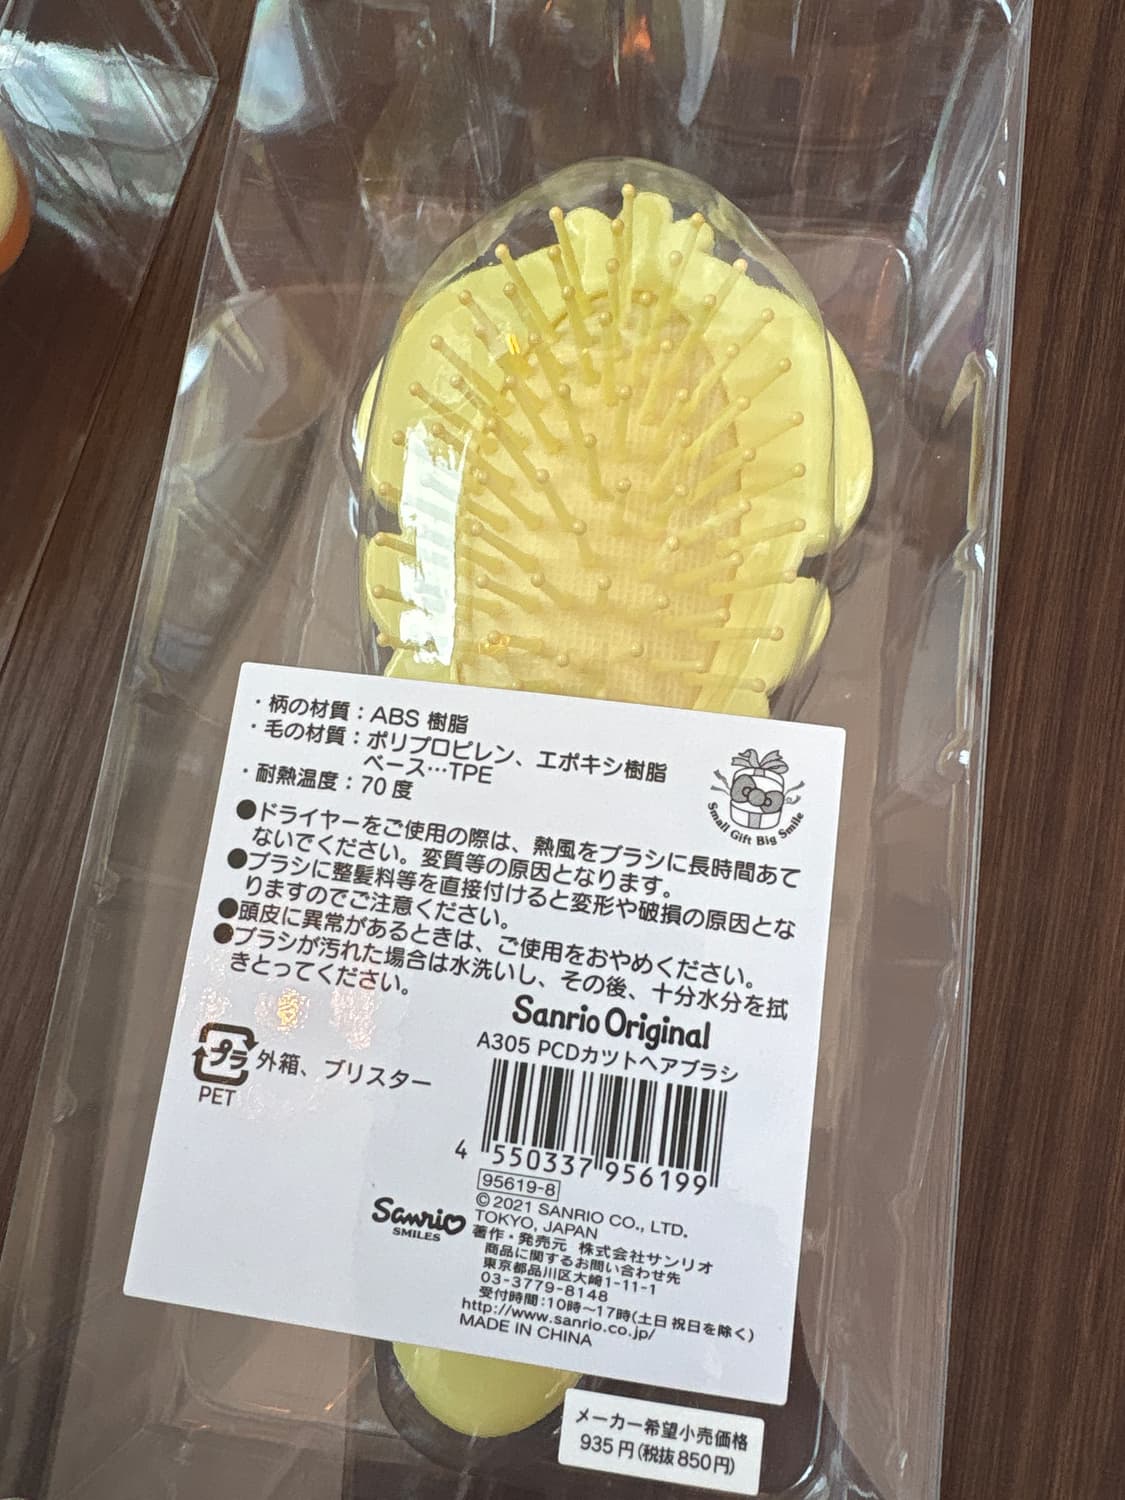 ・柄の材質：ABS 樹脂
・毛の材質：ポリプロピレン、エポキシ樹脂
ベース…TPE
・耐熱温度：70 度
Small Gift Big Smile
●ドライヤーをご使用の際は、熱風をブラシに長時間あて
ないでください。変質等の原因となります。
●ブラシに整髪料等を直接付けると変形や破損の原因とな
りますのでご注意ください。
●頭皮に異常があるときは、ご使用をおやめください。
●ブラシが汚れた場合は水洗いし、その後、十分水分を拭
きとってください。
プラ 外箱、ブリスター
PET
Sanrio Original
A305 PCDカツトヘアブラシ
4 550337 956199
95619-8
©2021 SANRIO CO., LTD.
TOKYO, JAPAN
Sanrio
SMILES
著作・発売元 株式会社サンリオ
商品に関するお問い合わせ先
東京都品川区大崎1-11-1
03-3779-8148
受付時間:10時～17時(土日祝日を除く)
http://www.sanrio.co.jp/
MADE IN CHINA
メーカー希望小売価格
935円(税抜850円)